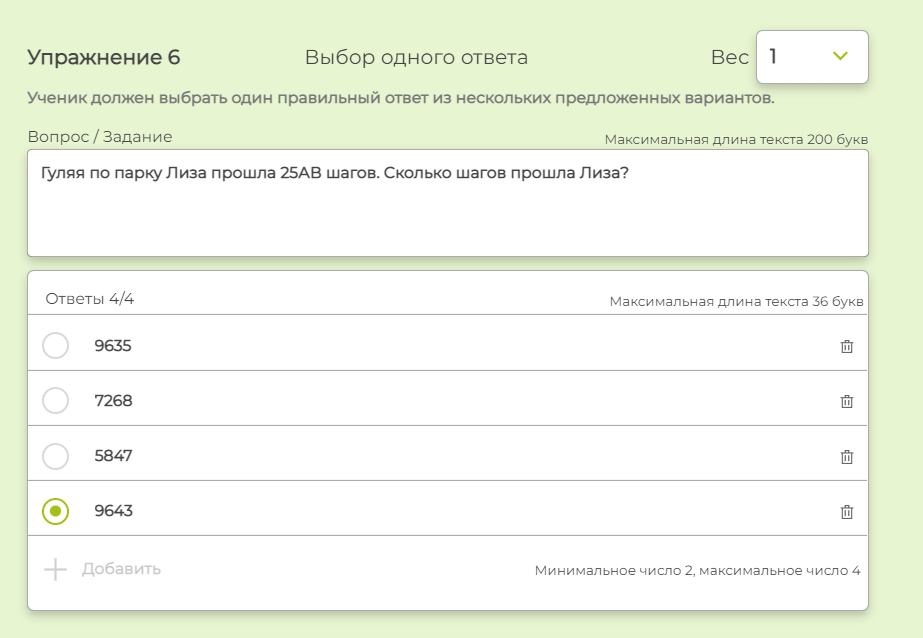 Упражнение 6 Выбор одного ответа Вес 1
Ученик должен выбрать один правильный ответ из нескольких предложенных вариантов.
Вопрос / Задание Максимальная длина текста 200 букв
Гуляя по парку Лиза прошла 25AB шагов. Сколько шагов прошла Лиза?
Ответы 4/4 Максимальная длина текста 36 букв
9635
7268
5847
9643
Добавить Минимальное число 2, максимальное число 4